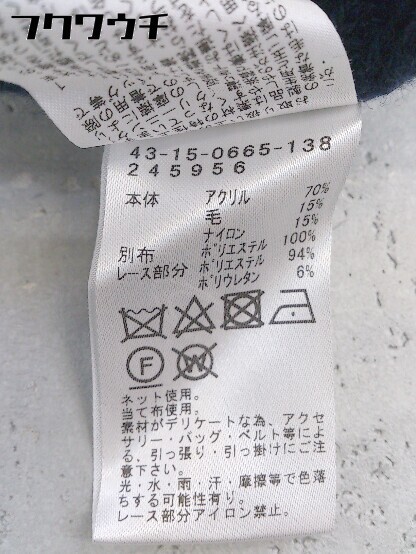 フクワウチ
43-15-0665-138
245956
本体 アクリル 70%
毛 15%
ナイロン 15%
別布 ポリエステル 100%
レース部分 ポリエステル 94%
ポリウレタン 6%
F W
ネット使用。
当て布使用。
素材がデリケートな為、アクセ
サリー・バッグ・ベルト等によ
る、引っ張り・引っ掛けにご注
意下さい。
光・水・雨・汗・摩擦等で色落
ちする可能性有り。
レース部分アイロン禁止。